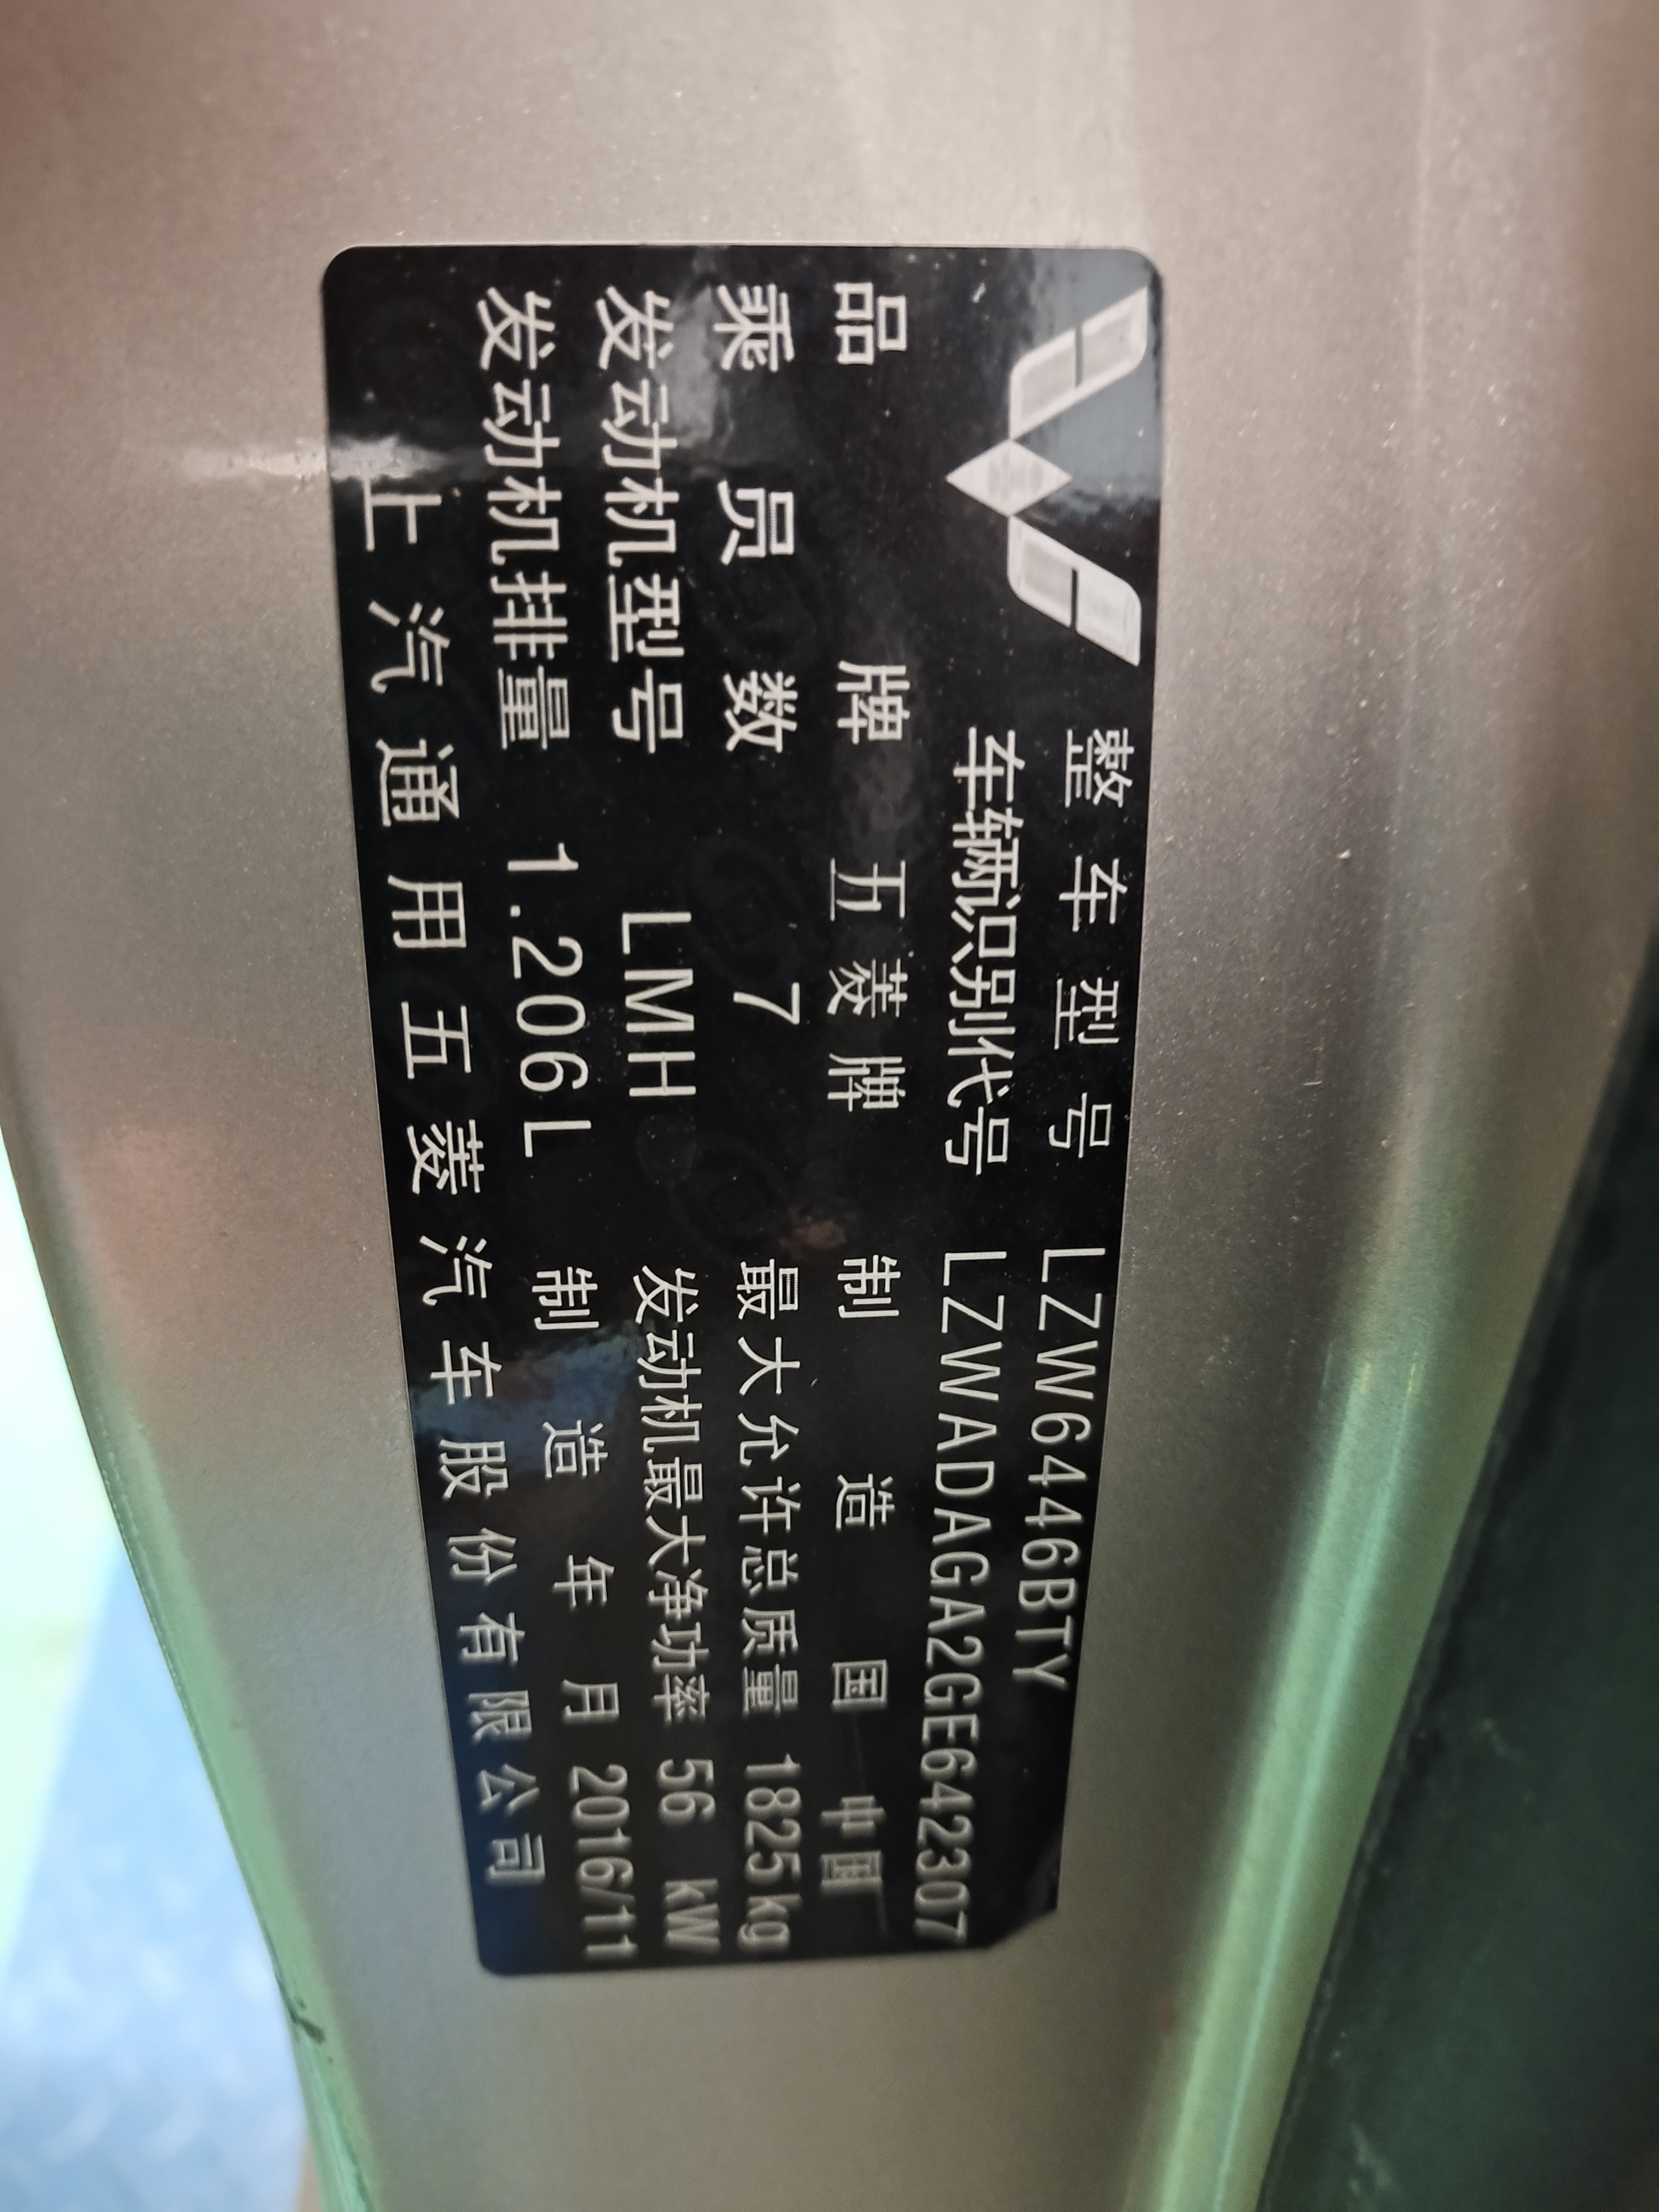 整车型号 LZW6446BTY
车辆识别代号 LZWADAGA2GE642307
品牌 五菱牌 制造国 中国
乘员数 7 最大允许总质量 1825kg
发动机型号 LMH 发动机最大净功率 56 kW
发动机排量 1.206L 制造年月 2016/11
上汽通用五菱汽车股份有限公司